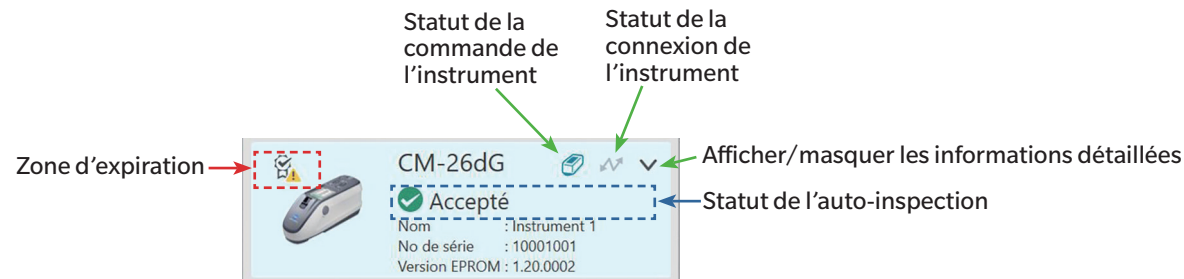 Statut de la
commande de
l'instrument
Statut de la
connexion de
l'instrument
Zone d'expiration
CM-26dG
Afficher/masquer les informations détaillées
Accepté
Statut de l'auto-inspection
Nom : Instrument 1
No de série : 10001001
Version EPROM : 1.20.0002